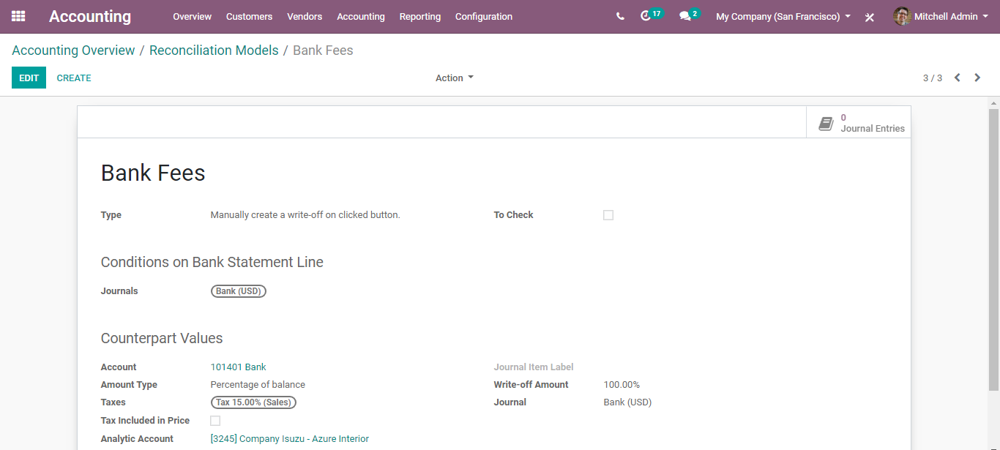 Accounting Overview Customers Vendors Accounting Reporting Configuration 17 2 My Company (San Francisco) Mitchell Admin
Accounting Overview / Reconciliation Models / Bank Fees
EDIT CREATE Action 3 / 3
0
Journal Entries
Bank Fees
Type Manually create a write-off on clicked button. To Check
Conditions on Bank Statement Line
Journals Bank (USD)
Counterpart Values
Account 101401 Bank Journal Item Label
Amount Type Percentage of balance Write-off Amount 100.00%
Taxes Tax 15.00% (Sales) Journal Bank (USD)
Tax Included in Price
Analytic Account [3245] Company Isuzu - Azure Interior